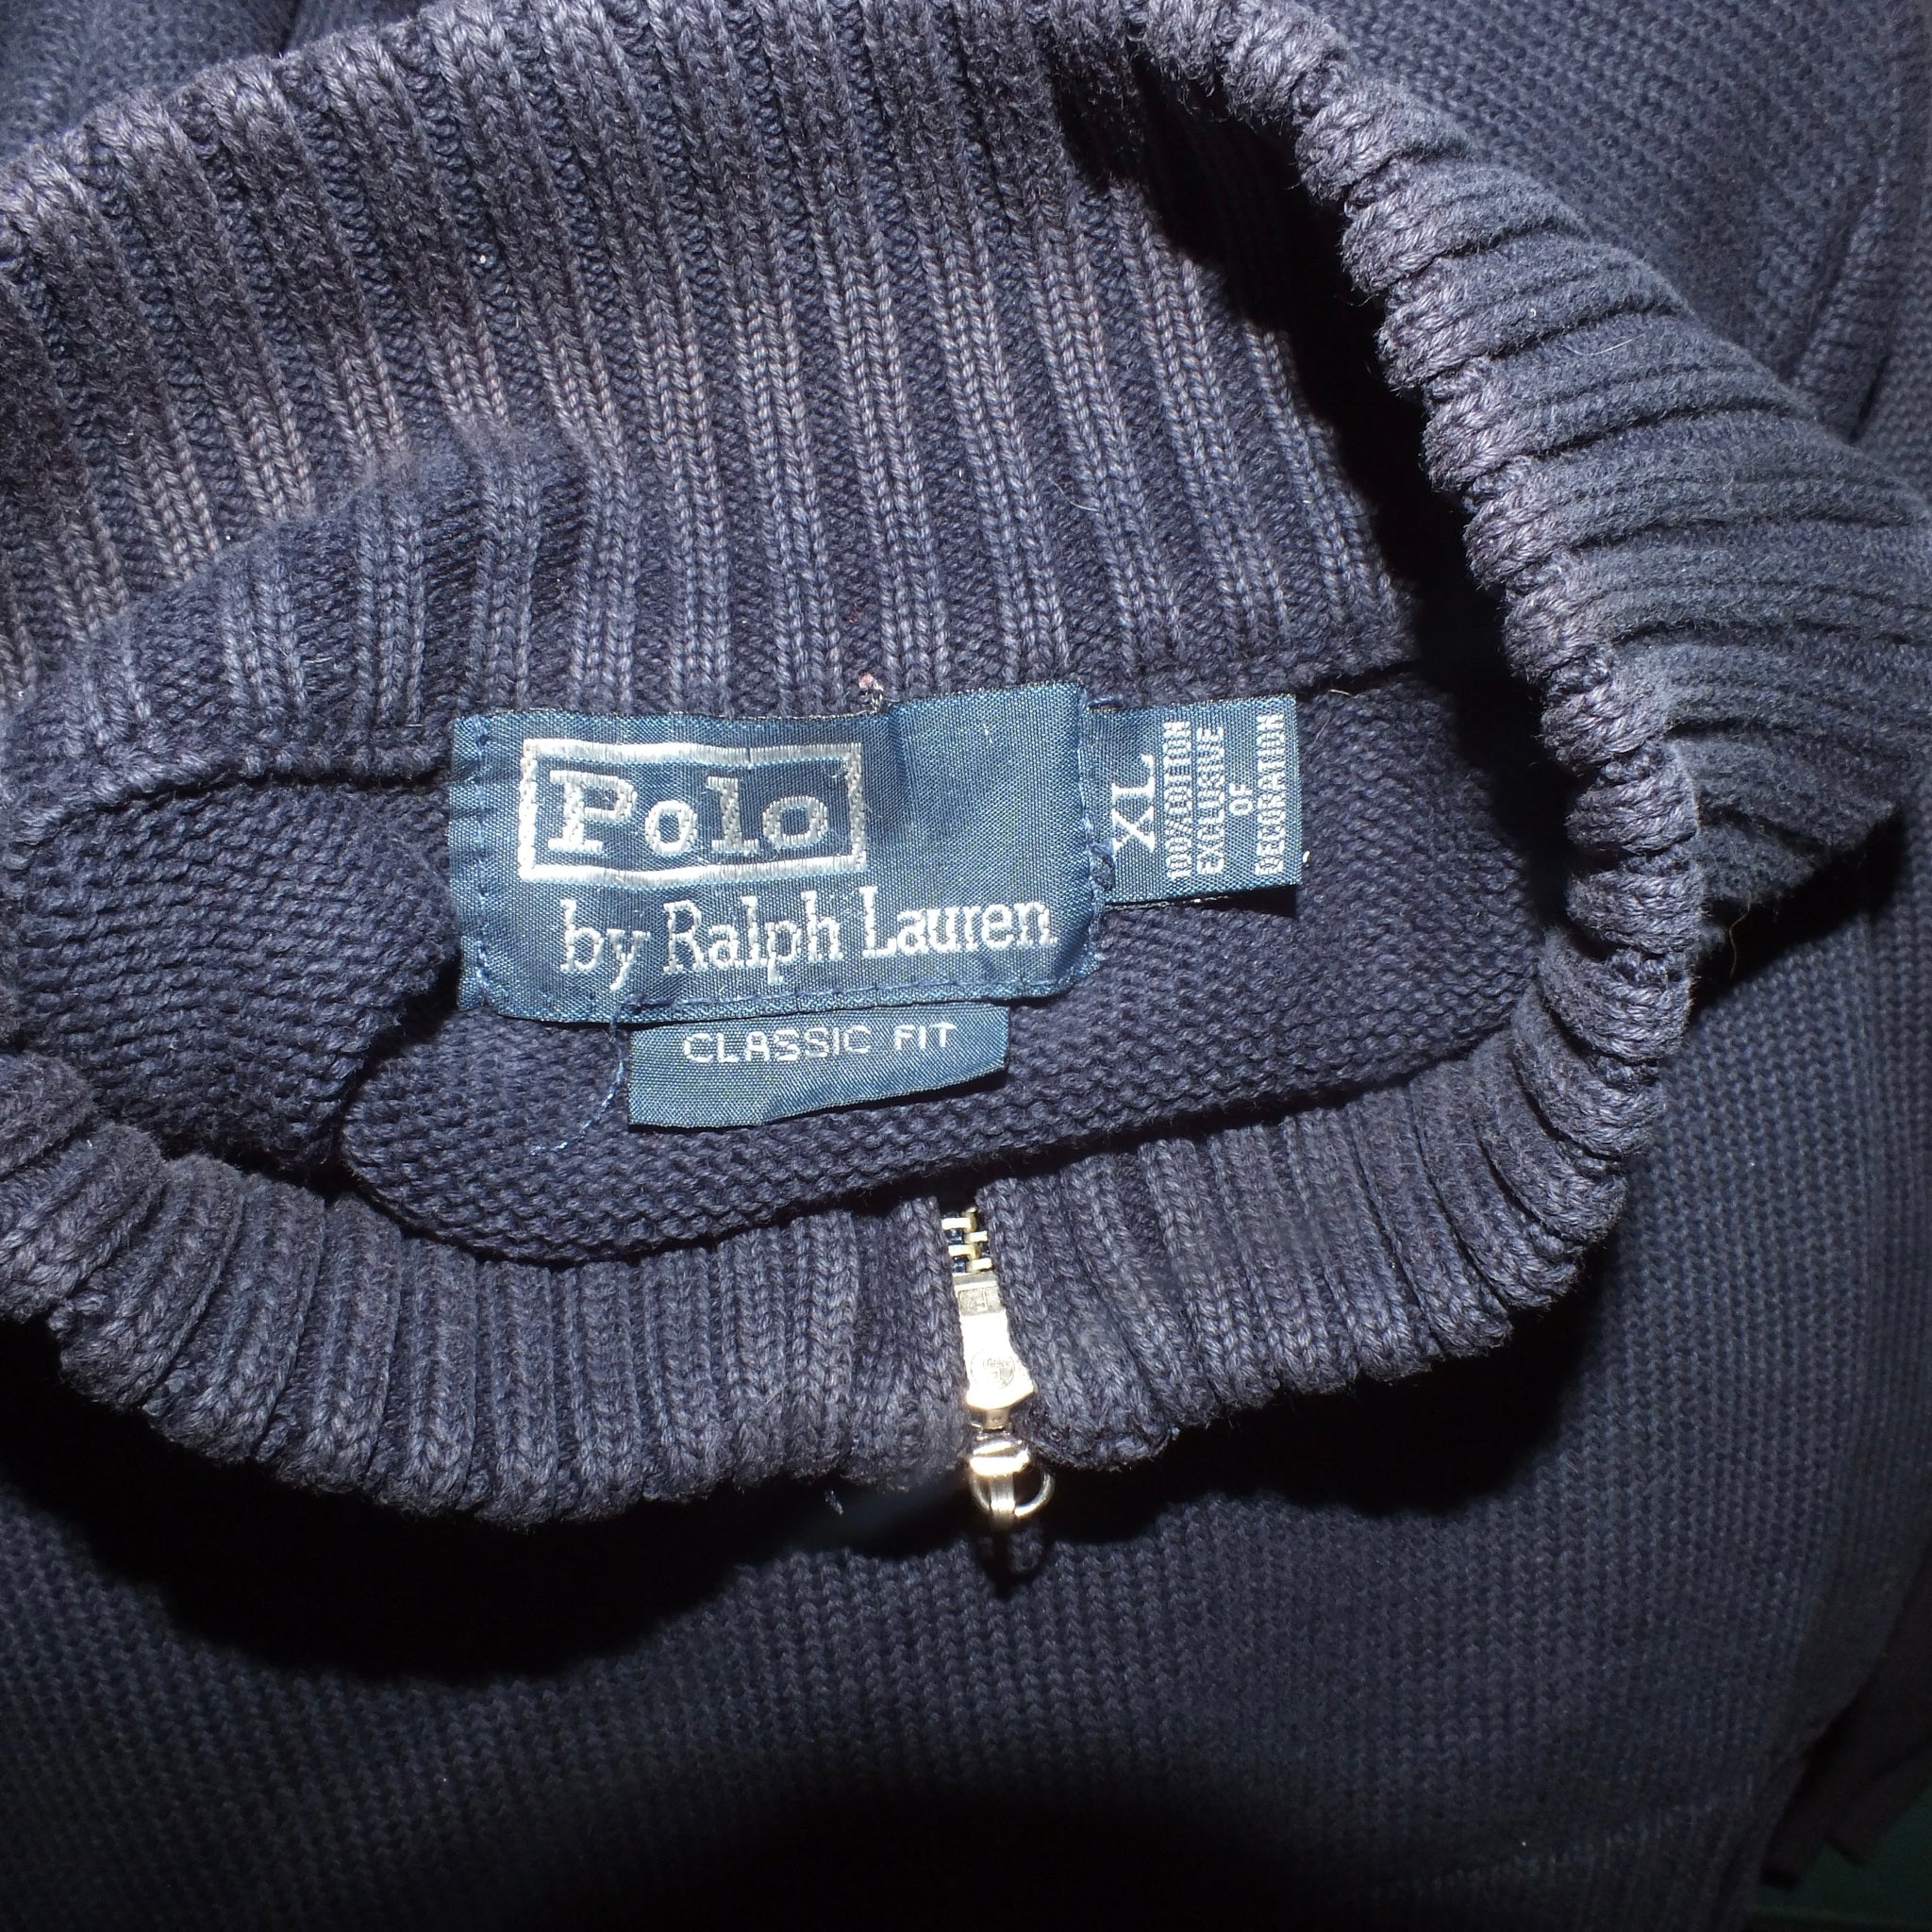 Polo
by Ralph Lauren
CLASSIC FIT
XL
100% COTTON
EXCLUSIVE
OF
DECORATION